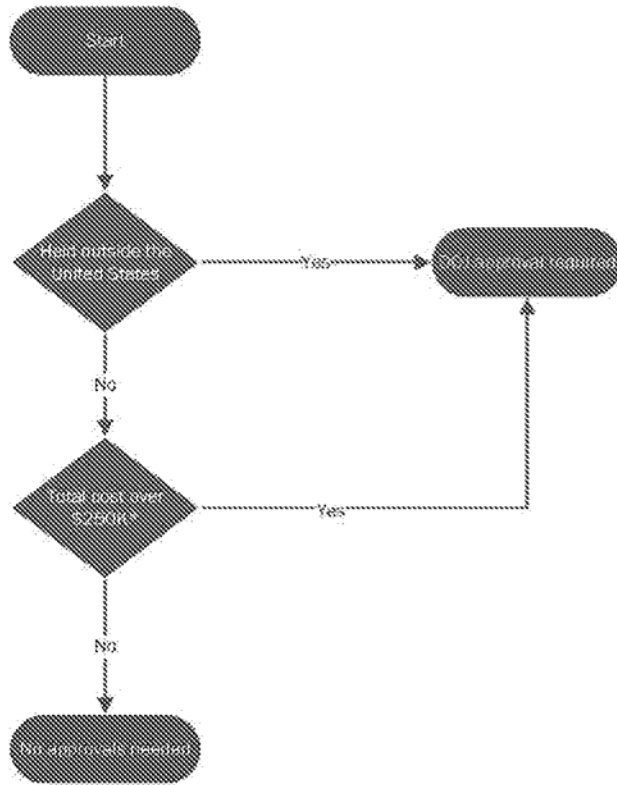 Start
Held outside the
United States
Yes
approval required
No
Total cost over
$250K*
Yes
No
No approvals needed